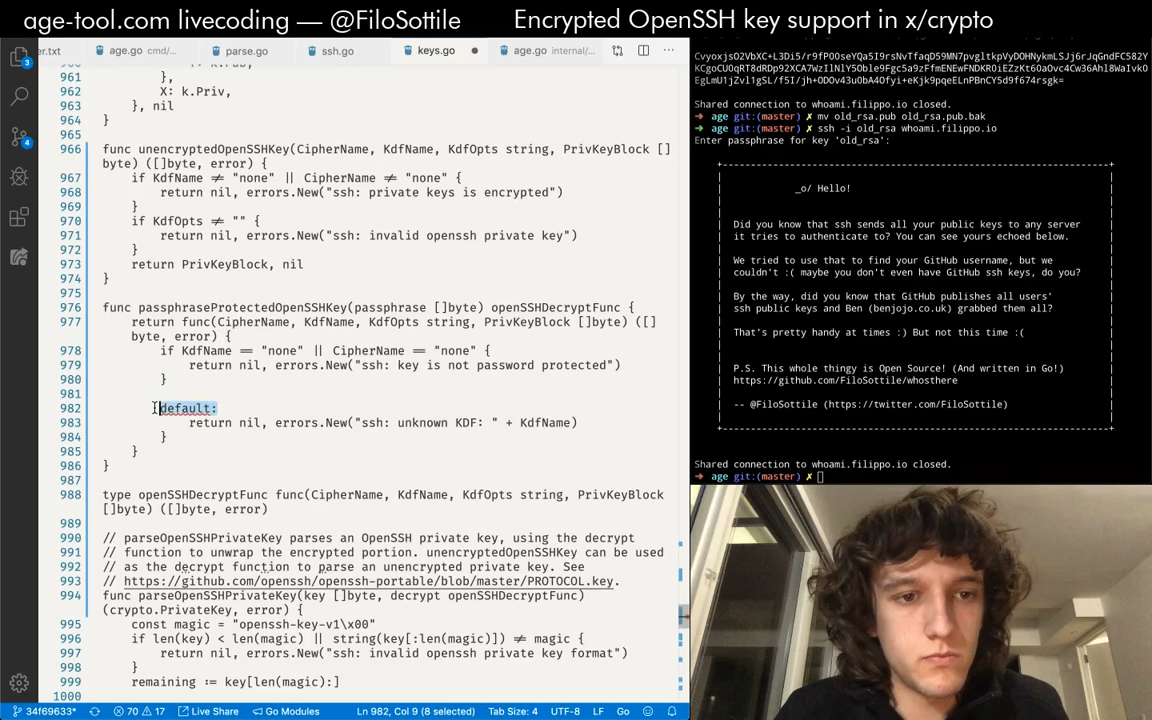 age-tool.com livecoding — @FiloSottile Encrypted OpenSSH key support in x/crypto
er.txt age.go cmd/... parse.go ssh.go keys.go age.go internal/...
961 },
962 X: k.Priv,
963 }, nil
964 }
965
966 func unencryptedOpenSSHKey(CipherName, KdfName, KdfOpts string, PrivKeyBlock []
byte) ([]byte, error) {
967 if KdfName ≠ "none" || CipherName ≠ "none" {
968 return nil, errors.New("ssh: private keys is encrypted")
969 }
970 if KdfOpts ≠ "" {
971 return nil, errors.New("ssh: invalid openssh private key")
972 }
973 return PrivKeyBlock, nil
974 }
975
976 func passphraseProtectedOpenSSHKey(passphrase []byte) openSSHDecryptFunc {
977 return func(CipherName, KdfName, KdfOpts string, PrivKeyBlock []byte) ([]
byte, error) {
978 if KdfName == "none" || CipherName == "none" {
979 return nil, errors.New("ssh: key is not password protected")
980 }
981
982 default:
983 return nil, errors.New("ssh: unknown KDF: " + KdfName)
984 }
985 }
986 }
987
988 type openSSHDecryptFunc func(CipherName, KdfName, KdfOpts string, PrivKeyBlock
[]byte) ([]byte, error)
989
990 // parseOpenSSHPrivateKey parses an OpenSSH private key, using the decrypt
991 // function to unwrap the encrypted portion. unencryptedOpenSSHKey can be used
992 // as the decrypt function to parse an unencrypted private key. See
993 // https://github.com/openssh/openssh-portable/blob/master/PROTOCOL.key.
994 func parseOpenSSHPrivateKey(key []byte, decrypt openSSHDecryptFunc)
(crypto.PrivateKey, error) {
995 const magic = "openssh-key-v1\x00"
996 if len(key) < len(magic) || string(key[:len(magic)]) ≠ magic {
997 return nil, errors.New("ssh: invalid openssh private key format")
998 }
999 remaining := key[len(magic):]
1000
3
4
34f69633* 70 17 Live Share Go Modules Ln 982, Col 9 (8 selected) Tab Size: 4 UTF-8 LF Go
Shared connection to whoami.filippo.io closed.
→ age git:(master) ✗ mv old_rsa.pub old_rsa.pub.bak
→ age git:(master) ✗ ssh -i old_rsa whoami.filippo.io
Enter passphrase for key 'old_rsa':
_o/ Hello!
Did you know that ssh sends all your public keys to any server
it tries to authenticate to? You can see yours echoed below.
We tried to use that to find your GitHub username, but we
couldn't :( maybe you don't even have GitHub ssh keys, do you?
By the way, did you know that GitHub publishes all users'
ssh public keys and Ben (benjojo.co.uk) grabbed them all?
That's pretty handy at times :) But not this time :(
P.S. This whole thingy is Open Source! (And written in Go!)
https://github.com/FiloSottile/whosthere
-- @FiloSottile (https://twitter.com/FiloSottile)
Shared connection to whoami.filippo.io closed.
→ age git:(master) ✗